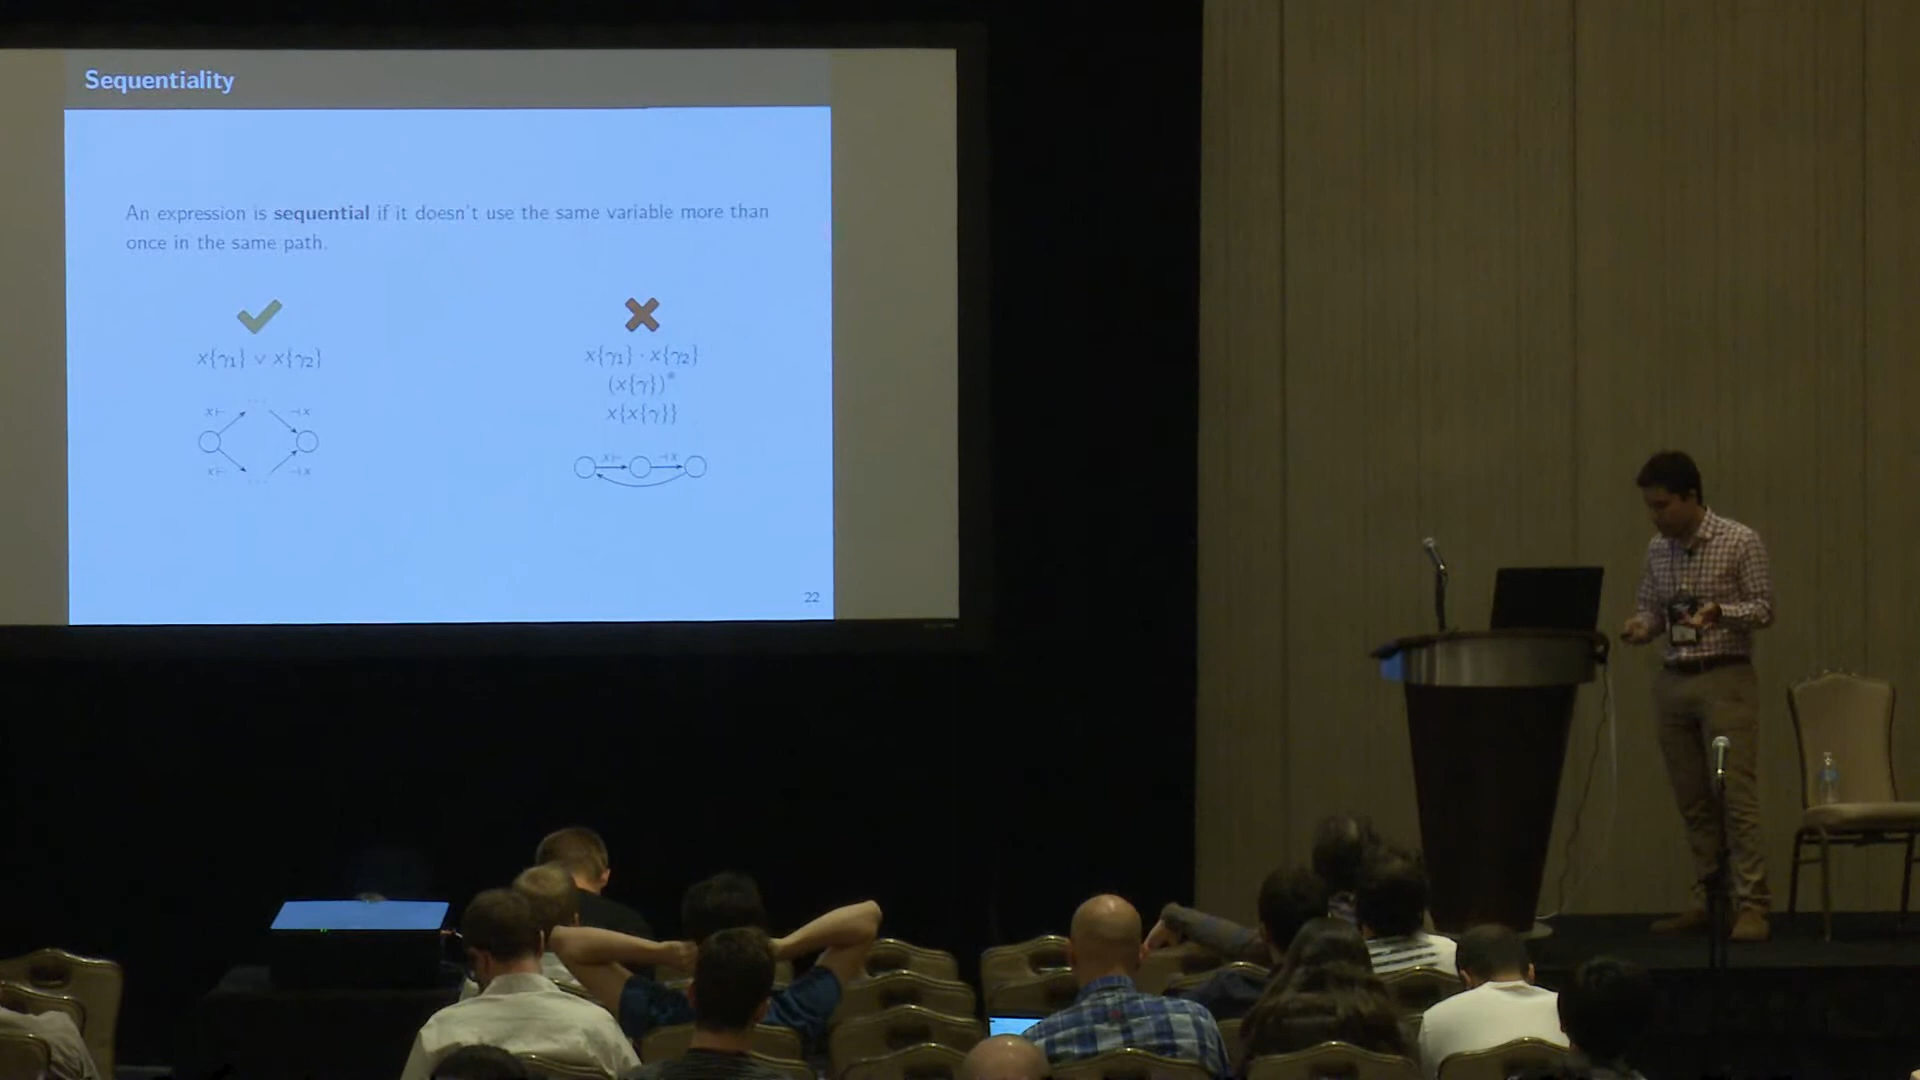 Sequentiality
An expression is sequential if it doesn't use the same variable more than
once in the same path.
x{γ₁} ∨ x{γ₂}
x{γ₁} · x{γ₂}
(x{γ})*
x{x{γ}}
x⊢ ... ⊣x
x⊢ ... ⊣x
x⊢ ⊣x
22